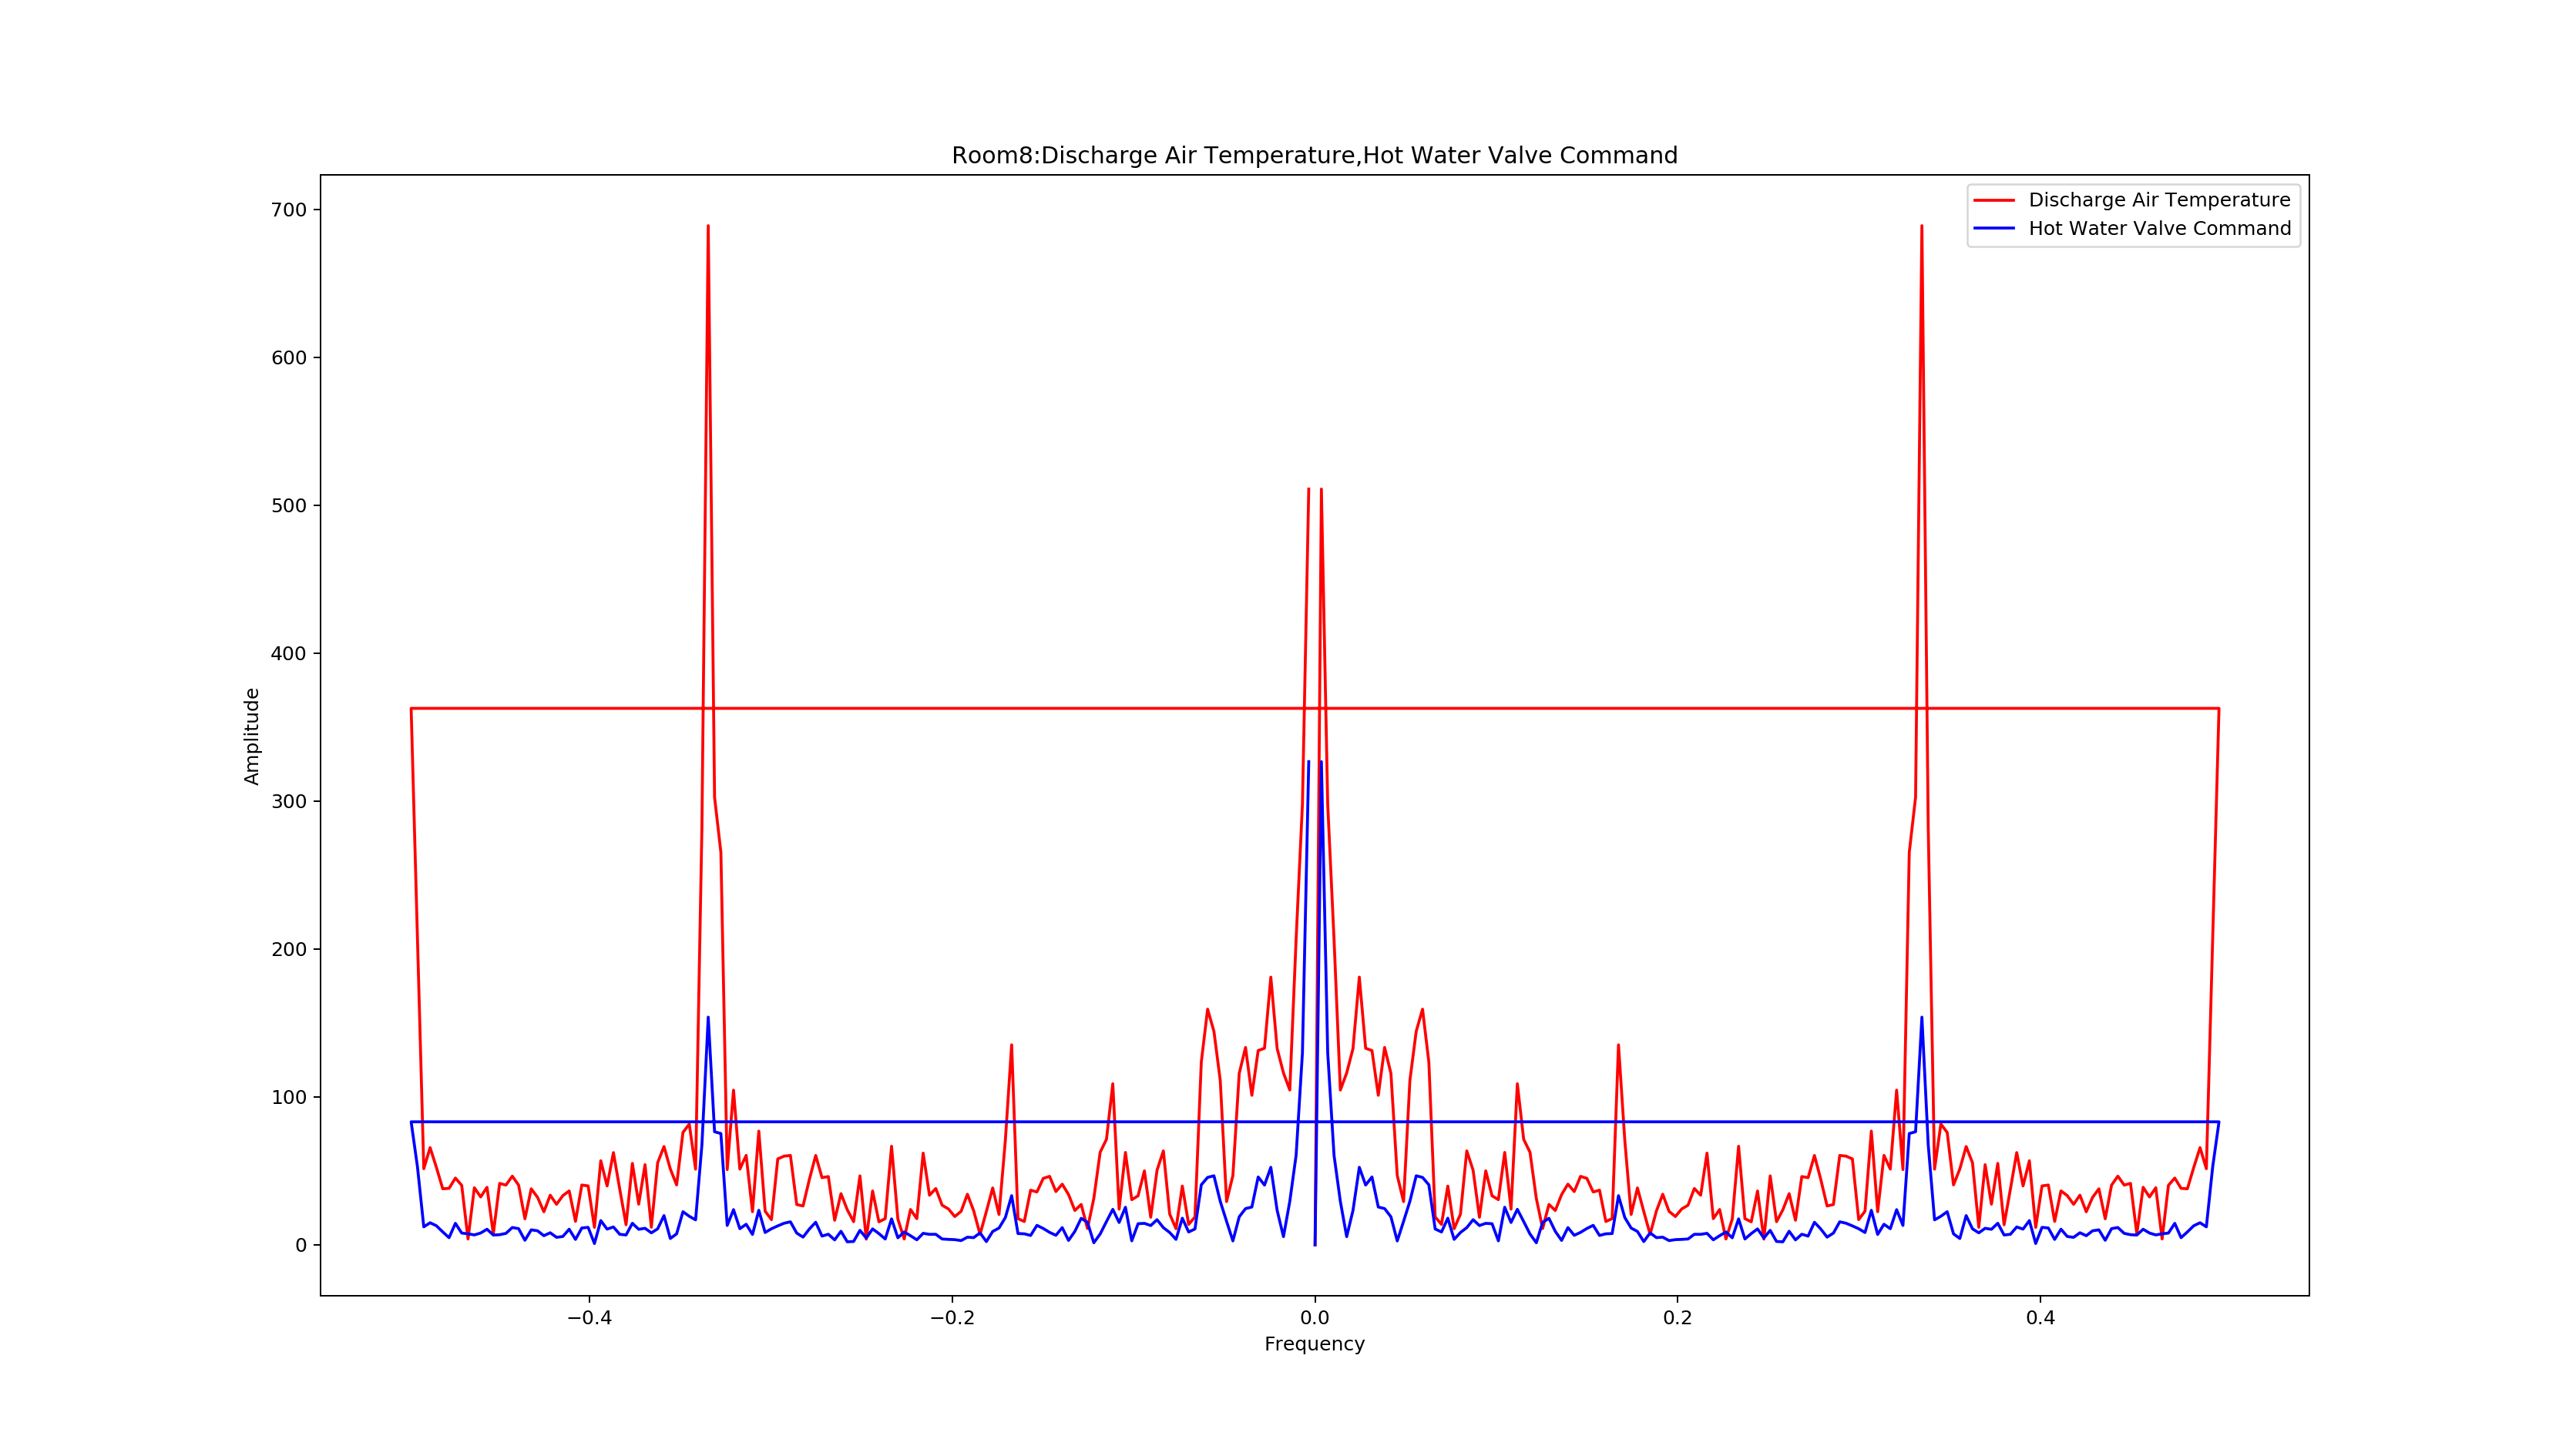 Room8:Discharge Air Temperature,Hot Water Valve Command
Discharge Air Temperature
Hot Water Valve Command
700
600
500
400
300
200
100
0
Amplitude
−0.4
−0.2
0.0
0.2
0.4
Frequency